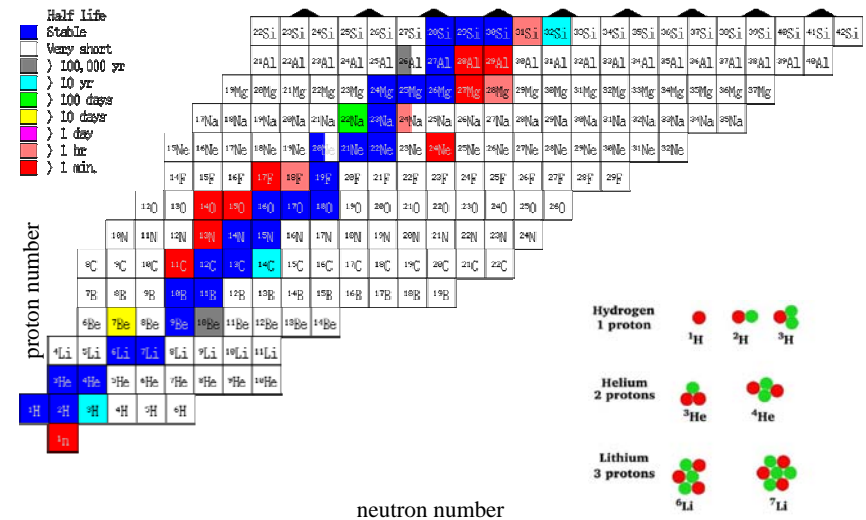 Half life
Stable
Very short
> 100,000 yr
> 10 yr
> 100 days
> 10 days
> 1 day
> 1 hr
> 1 min.
22Si 23Si 24Si 25Si 26Si 27Si 28Si 29Si 30Si 31Si 32Si 33Si 34Si 35Si 36Si 37Si 38Si 39Si 40Si 41Si 42Si
21Al 22Al 23Al 24Al 25Al 26Al 27Al 28Al 29Al 30Al 31Al 32Al 33Al 34Al 35Al 36Al 37Al 38Al 39Al 40Al
19Mg 20Mg 21Mg 22Mg 23Mg 24Mg 25Mg 26Mg 27Mg 28Mg 29Mg 30Mg 31Mg 32Mg 33Mg 34Mg 35Mg 36Mg 37Mg
17Na 18Na 19Na 20Na 21Na 22Na 23Na 24Na 25Na 26Na 27Na 28Na 29Na 30Na 31Na 32Na 33Na 34Na 35Na
15Ne 16Ne 17Ne 18Ne 19Ne 20Ne 21Ne 22Ne 23Ne 24Ne 25Ne 26Ne 27Ne 28Ne 29Ne 30Ne 31Ne 32Ne
14F 15F 16F 17F 18F 19F 20F 21F 22F 23F 24F 25F 26F 27F 28F 29F
12O 13O 14O 15O 16O 17O 18O 19O 20O 21O 22O 23O 24O 25O 26O
10N 11N 12N 13N 14N 15N 16N 17N 18N 19N 20N 21N 22N 23N 24N
8C 9C 10C 11C 12C 13C 14C 15C 16C 17C 18C 19C 20C 21C 22C
7B 8B 9B 10B 11B 12B 13B 14B 15B 16B 17B 18B 19B
6Be 7Be 8Be 9Be 10Be 11Be 12Be 13Be 14Be
4Li 5Li 6Li 7Li 8Li 9Li 10Li 11Li
3He 4He 5He 6He 7He 8He 9He 10He
1H 2H 3H 4H 5H 6H
1n
proton number
neutron number
Hydrogen
1 proton
1H 2H 3H
Helium
2 protons
3He 4He
Lithium
3 protons
6Li 7Li